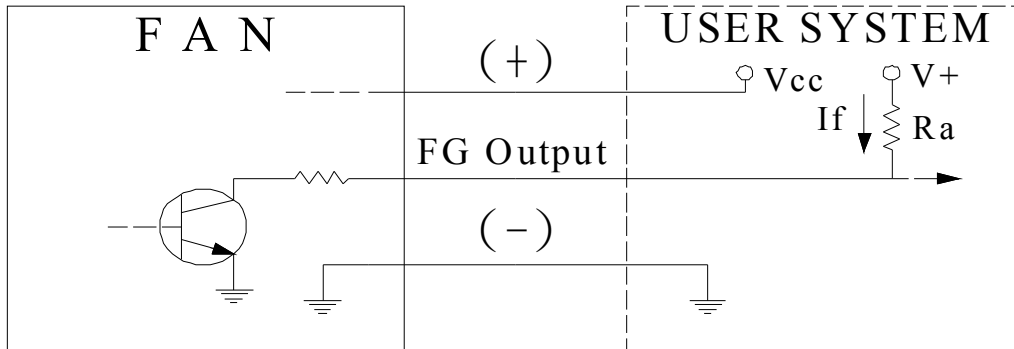 F A N
USER SYSTEM
(+)
Vcc
V+
If
Ra
FG Output
(-)